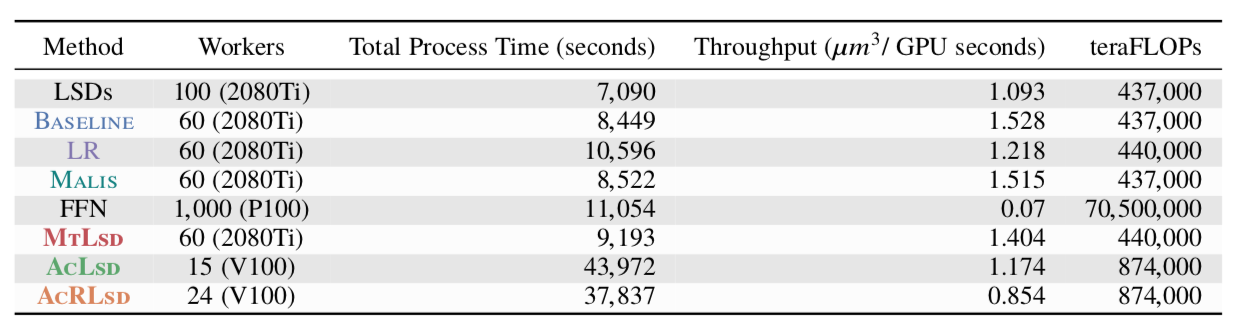 Method Workers Total Process Time (seconds) Throughput (μm³/ GPU seconds) teraFLOPs
LSDs 100 (2080Ti) 7,090 1.093 437,000
BASELINE 60 (2080Ti) 8,449 1.528 437,000
LR 60 (2080Ti) 10,596 1.218 440,000
MALIS 60 (2080Ti) 8,522 1.515 437,000
FFN 1,000 (P100) 11,054 0.07 70,500,000
MTLSD 60 (2080Ti) 9,193 1.404 440,000
ACLSD 15 (V100) 43,972 1.174 874,000
ACRLSD 24 (V100) 37,837 0.854 874,000